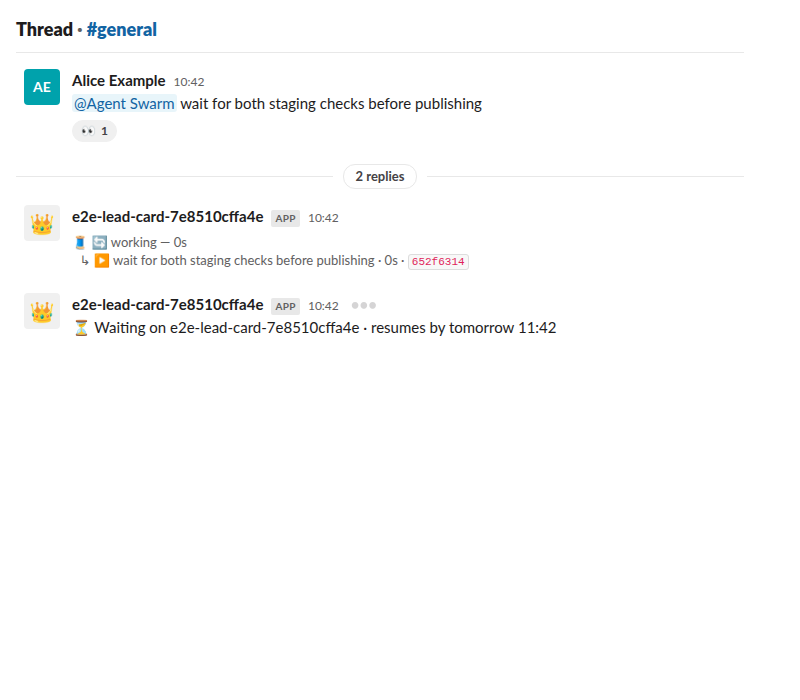 Thread • #general
AE
Alice Example 10:42
@Agent Swarm wait for both staging checks before publishing
👀 1
2 replies
e2e-lead-card-7e8510cffa4e APP 10:42
🧵 🔄 working — 0s
↳ ▶️ wait for both staging checks before publishing · 0s · 652f6314
e2e-lead-card-7e8510cffa4e APP 10:42
⏳ Waiting on e2e-lead-card-7e8510cffa4e · resumes by tomorrow 11:42